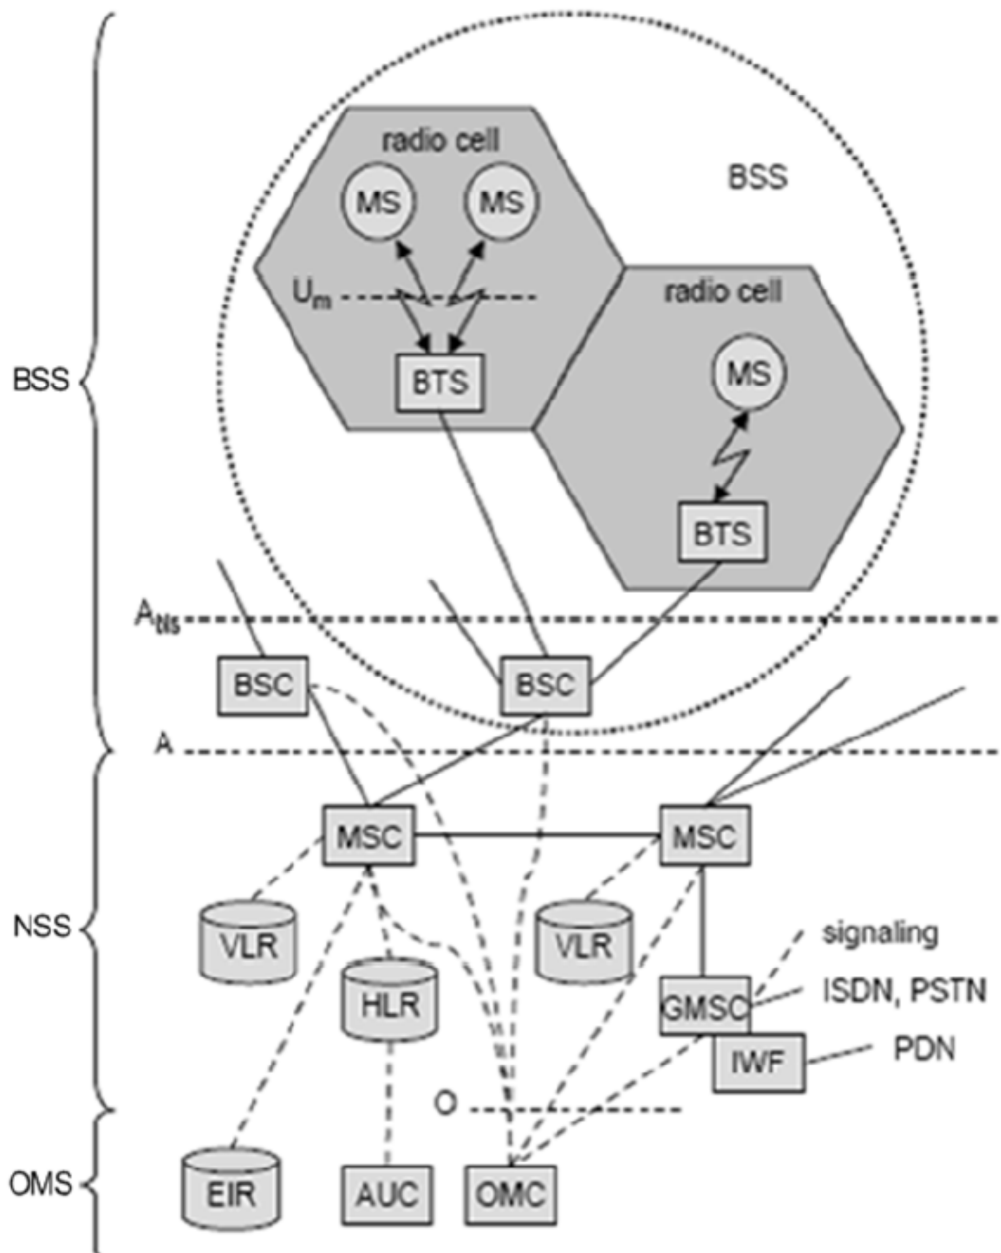 radio cell
MS
MS
BSS
Um
radio cell
BTS
MS
BSS
BTS
Abis
BSC
BSC
A
MSC
MSC
VLR
VLR
NSS
signaling
HLR
GMSC
ISDN, PSTN
IWF
PDN
O
OMS
EIR
AUC
OMC